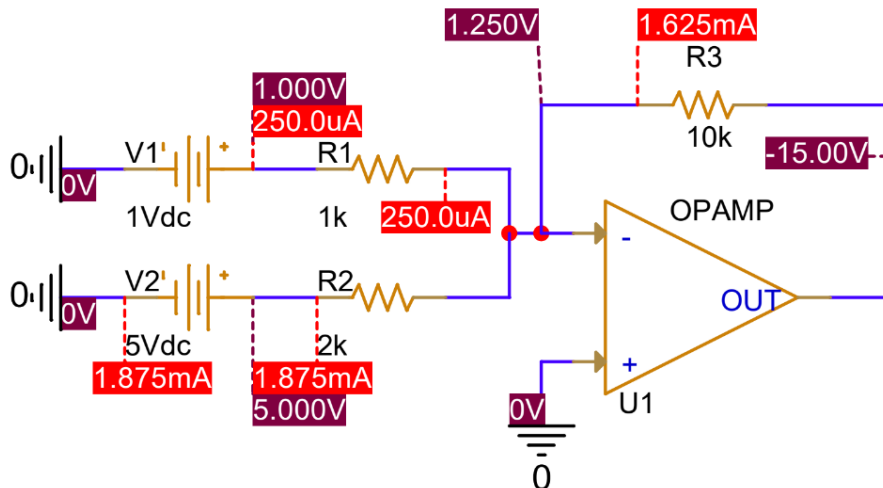 1.250V
1.625mA
R3
10k
-15.00V
1.000V
250.0uA
0
0V
V1
+
1Vdc
R1
1k
250.0uA
OPAMP
-
OUT
+
U1
0
0V
V2
+
5Vdc
R2
2k
1.875mA
1.875mA
5.000V
0V
0